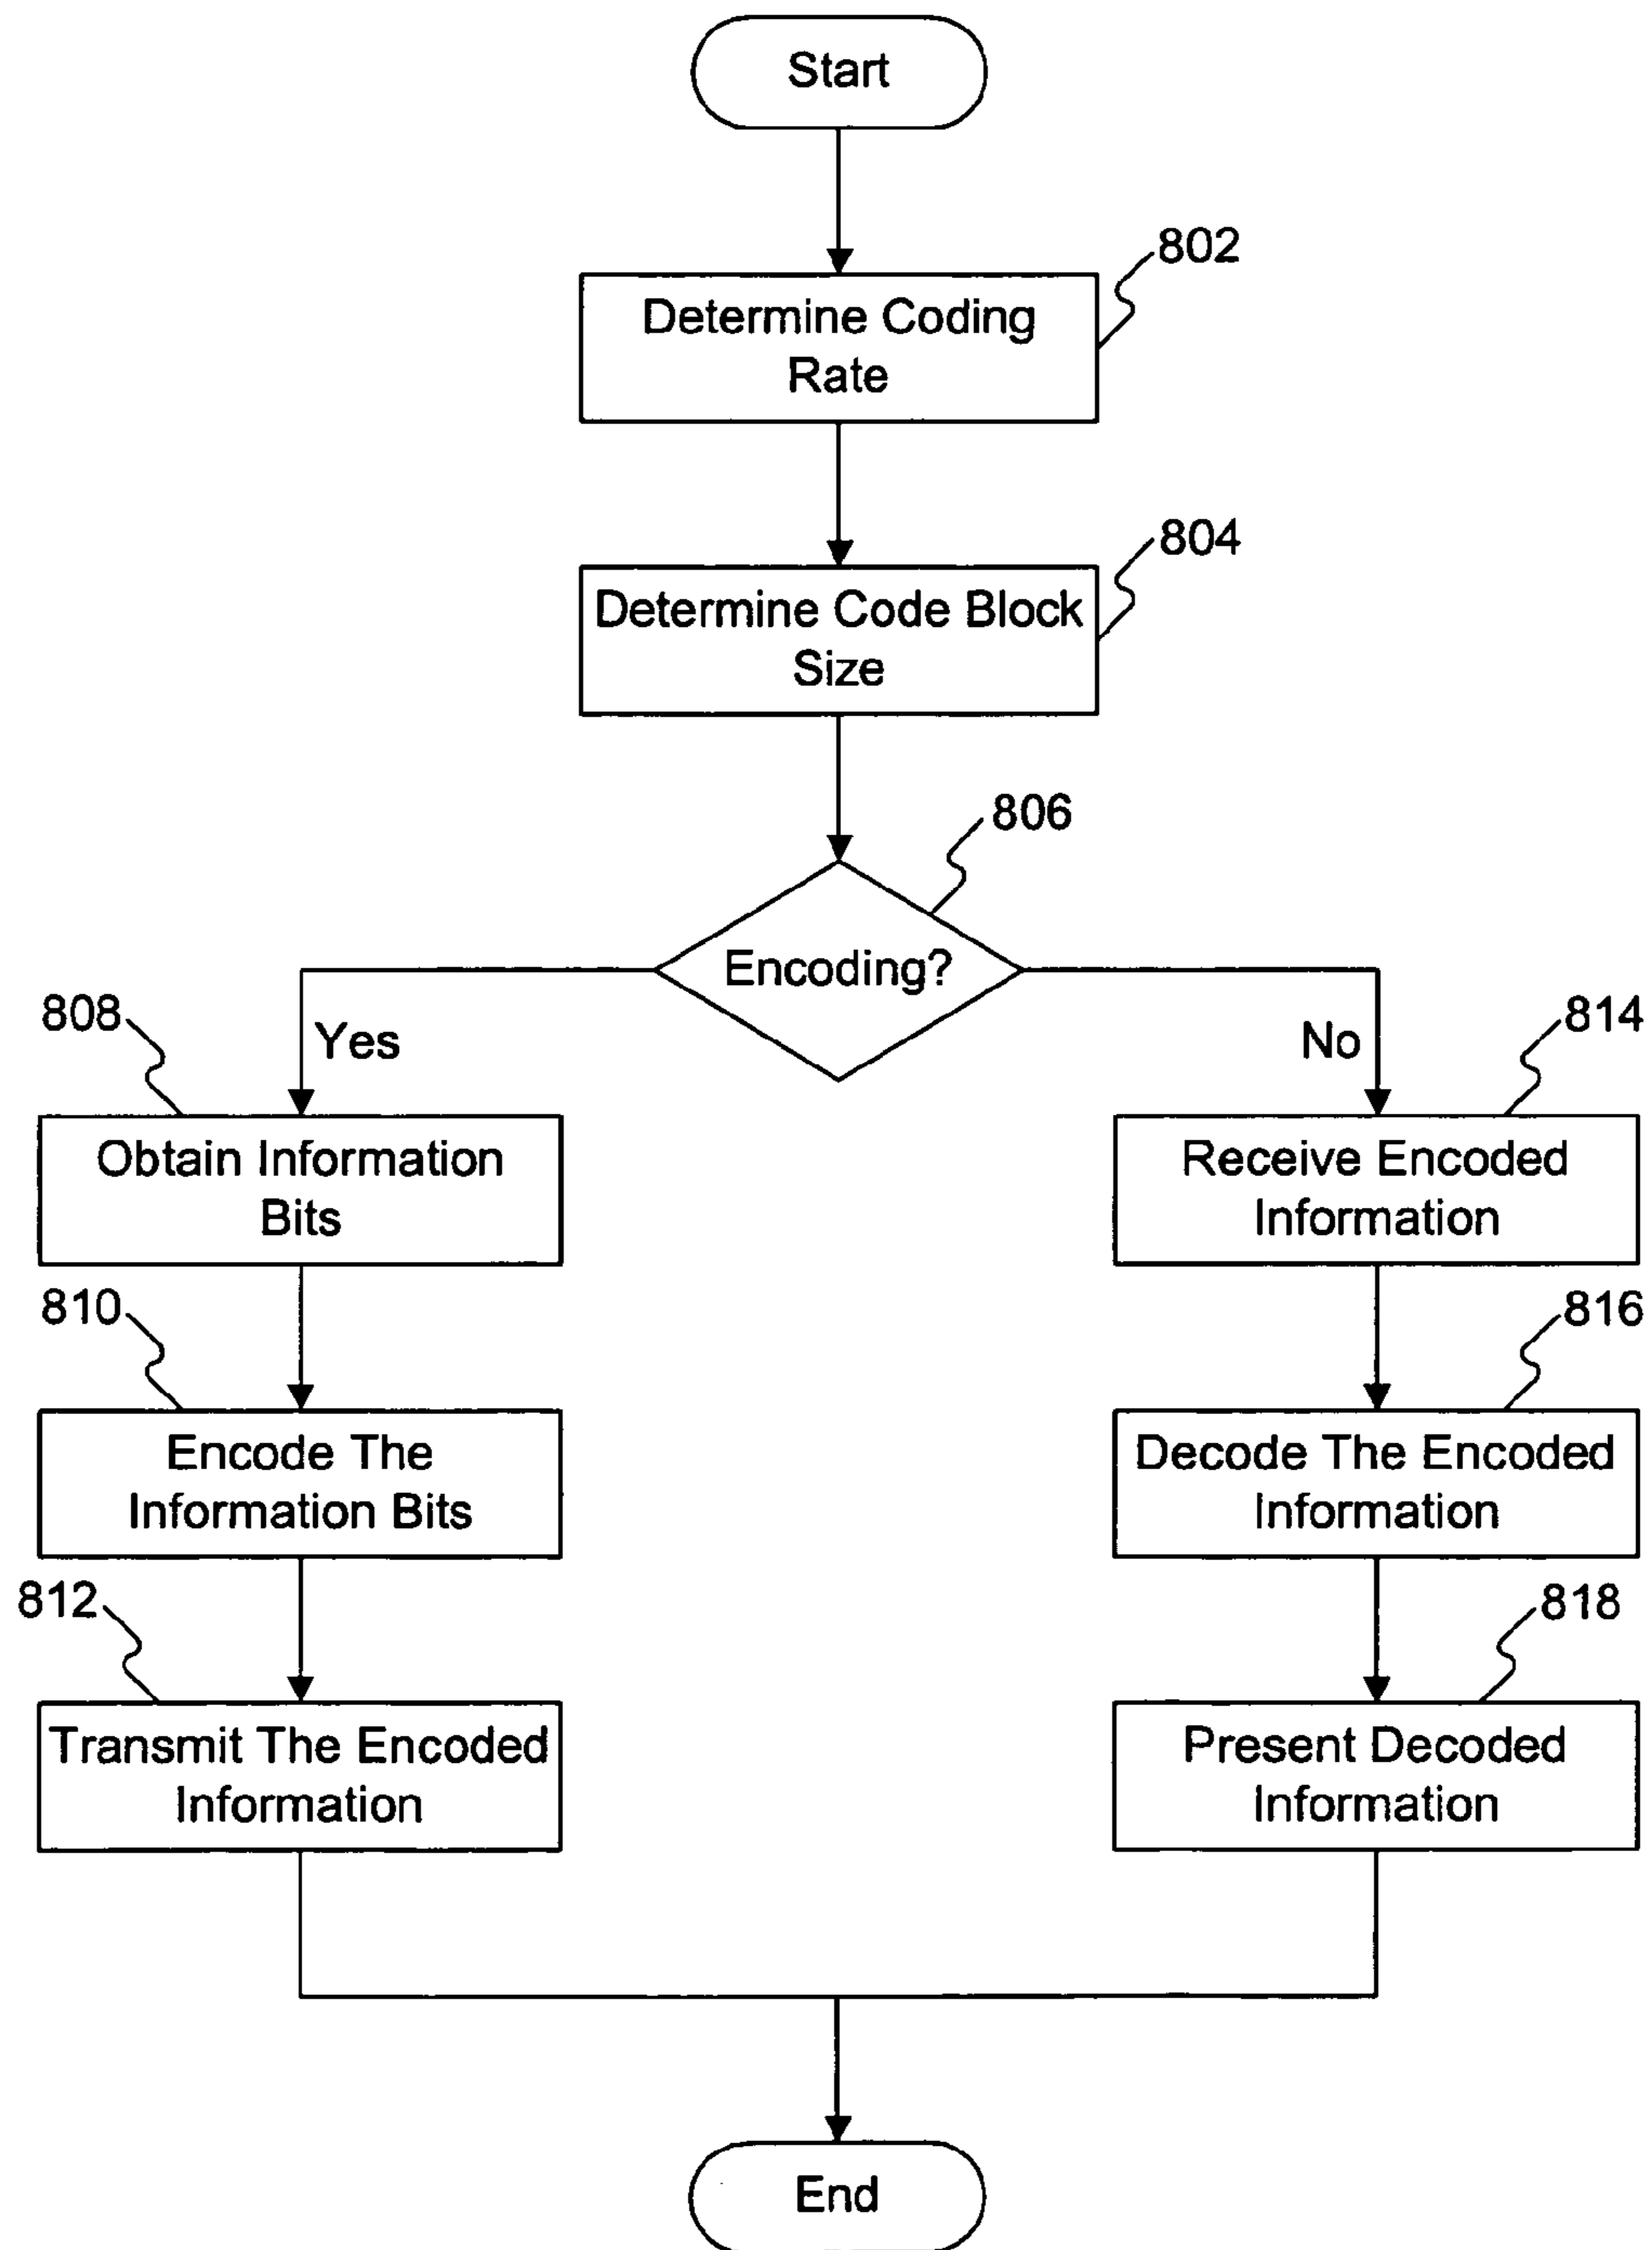 Start
802
Determine Coding
Rate
804
Determine Code Block
Size
806
Encoding?
Yes
No
808
Obtain Information
Bits
814
Receive Encoded
Information
810
Encode The
Information Bits
816
Decode The Encoded
Information
812
Transmit The Encoded
Information
818
Present Decoded
Information
End